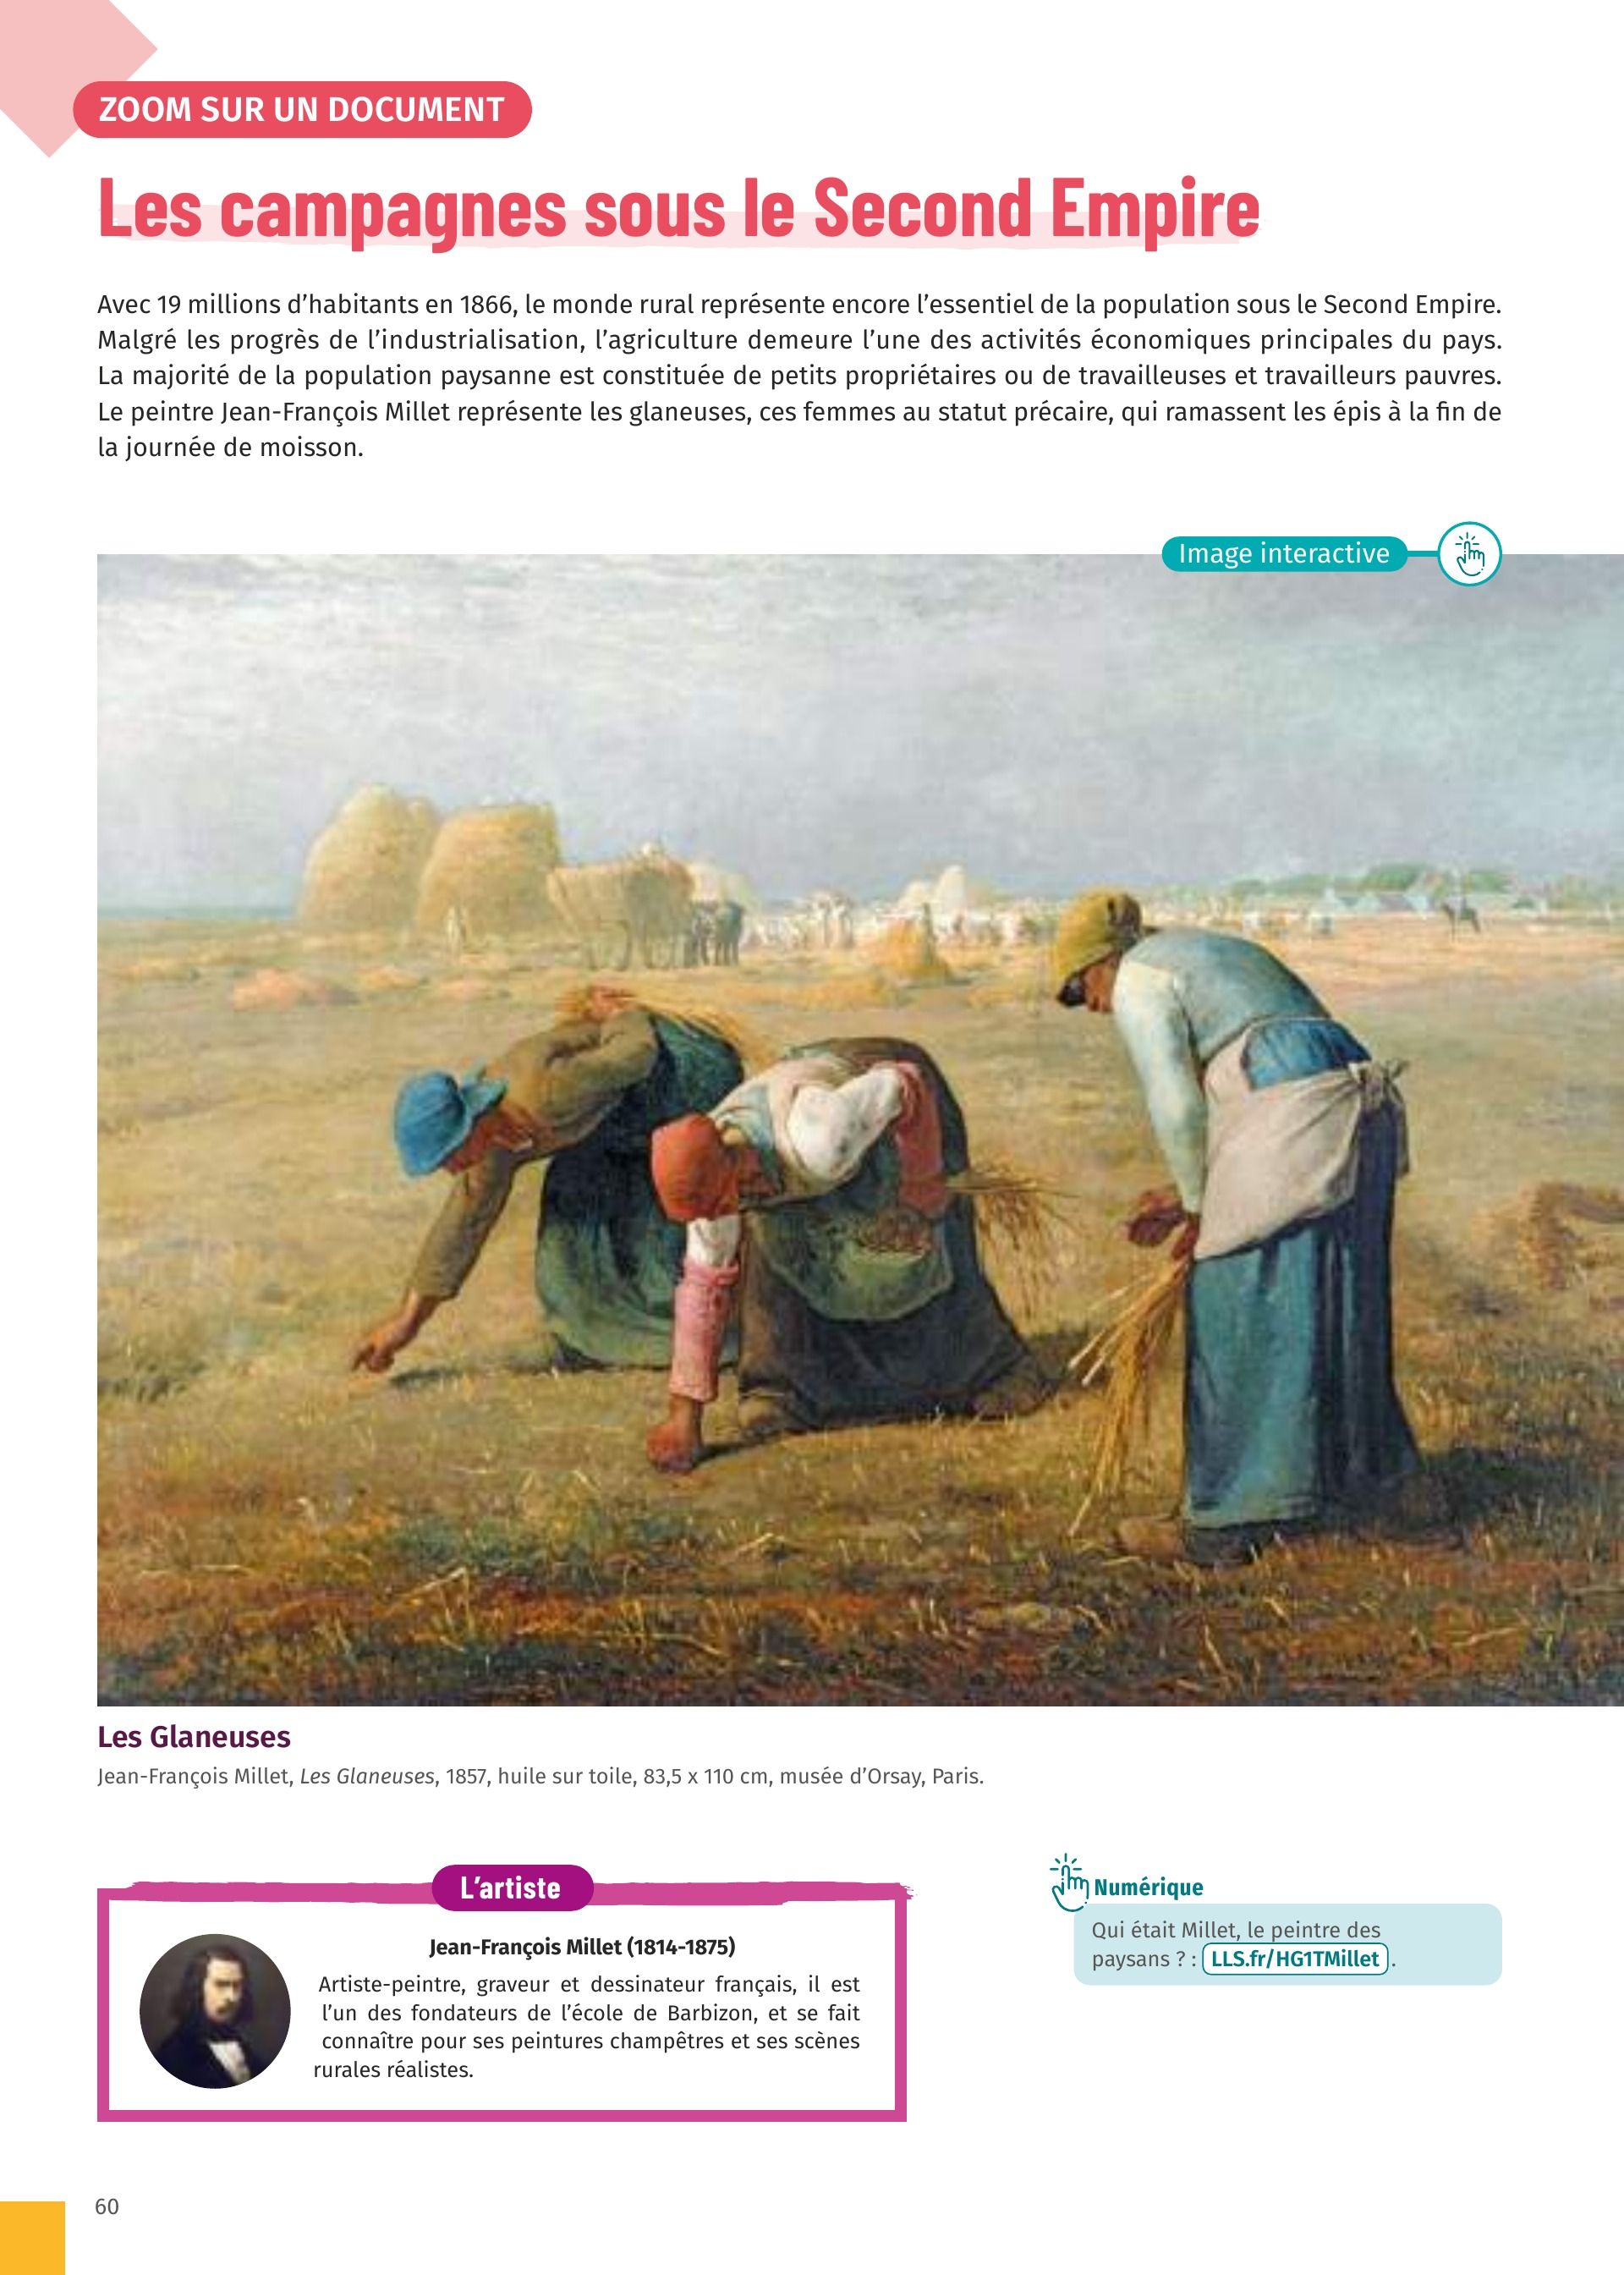 ZOOM SUR UN DOCUMENT
Les campagnes sous le Second Empire
Avec 19 millions d’habitants en 1866, le monde rural représente encore l’essentiel de la population sous le Second Empire.
Malgré les progrès de l’industrialisation, l’agriculture demeure l’une des activités économiques principales du pays.
La majorité de la population paysanne est constituée de petits propriétaires ou de travailleuses et travailleurs pauvres.
Le peintre Jean-François Millet représente les glaneuses, ces femmes au statut précaire, qui ramassent les épis à la fin de
la journée de moisson.
Image interactive
Les Glaneuses
Jean-François Millet, Les Glaneuses, 1857, huile sur toile, 83,5 x 110 cm, musée d’Orsay, Paris.
L’artiste
Jean-François Millet (1814-1875)
Artiste-peintre, graveur et dessinateur français, il est
l’un des fondateurs de l’école de Barbizon, et se fait
connaître pour ses peintures champêtres et ses scènes
rurales réalistes.
Numérique
Qui était Millet, le peintre des
paysans ? : LLS.fr/HG1TMillet.
60